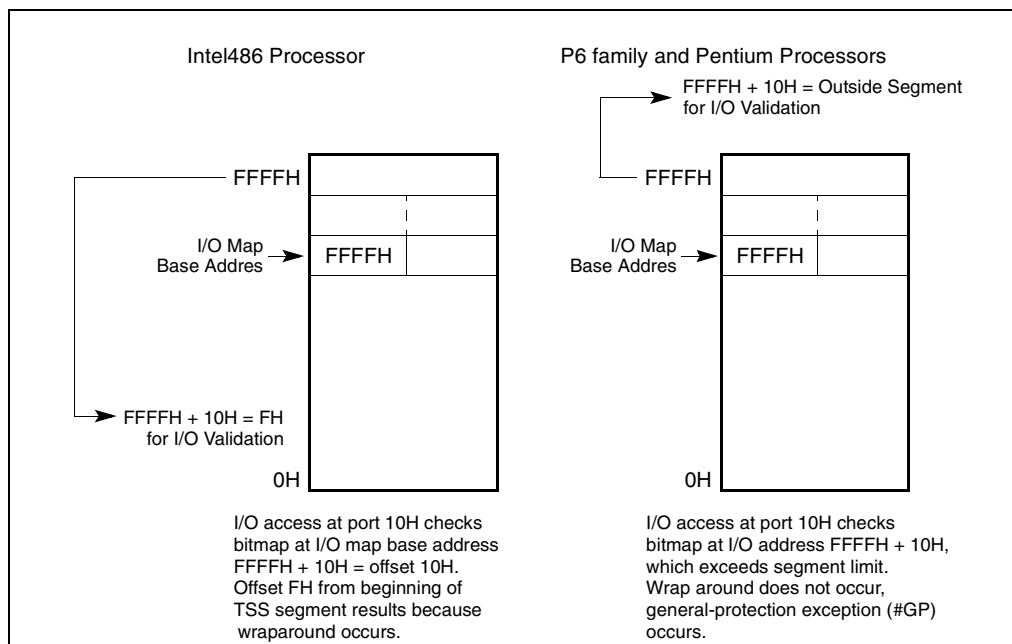 Intel486 Processor
FFFFH
I/O Map
Base Addres
FFFFH
FFFFH + 10H = FH
for I/O Validation
0H
I/O access at port 10H checks
bitmap at I/O map base address
FFFFH + 10H = offset 10H.
Offset FH from beginning of
TSS segment results because
wraparound occurs.
P6 family and Pentium Processors
FFFFH + 10H = Outside Segment
for I/O Validation
FFFFH
I/O Map
Base Addres
FFFFH
0H
I/O access at port 10H checks
bitmap at I/O address FFFFH + 10H,
which exceeds segment limit.
Wrap around does not occur,
general-protection exception (#GP)
occurs.